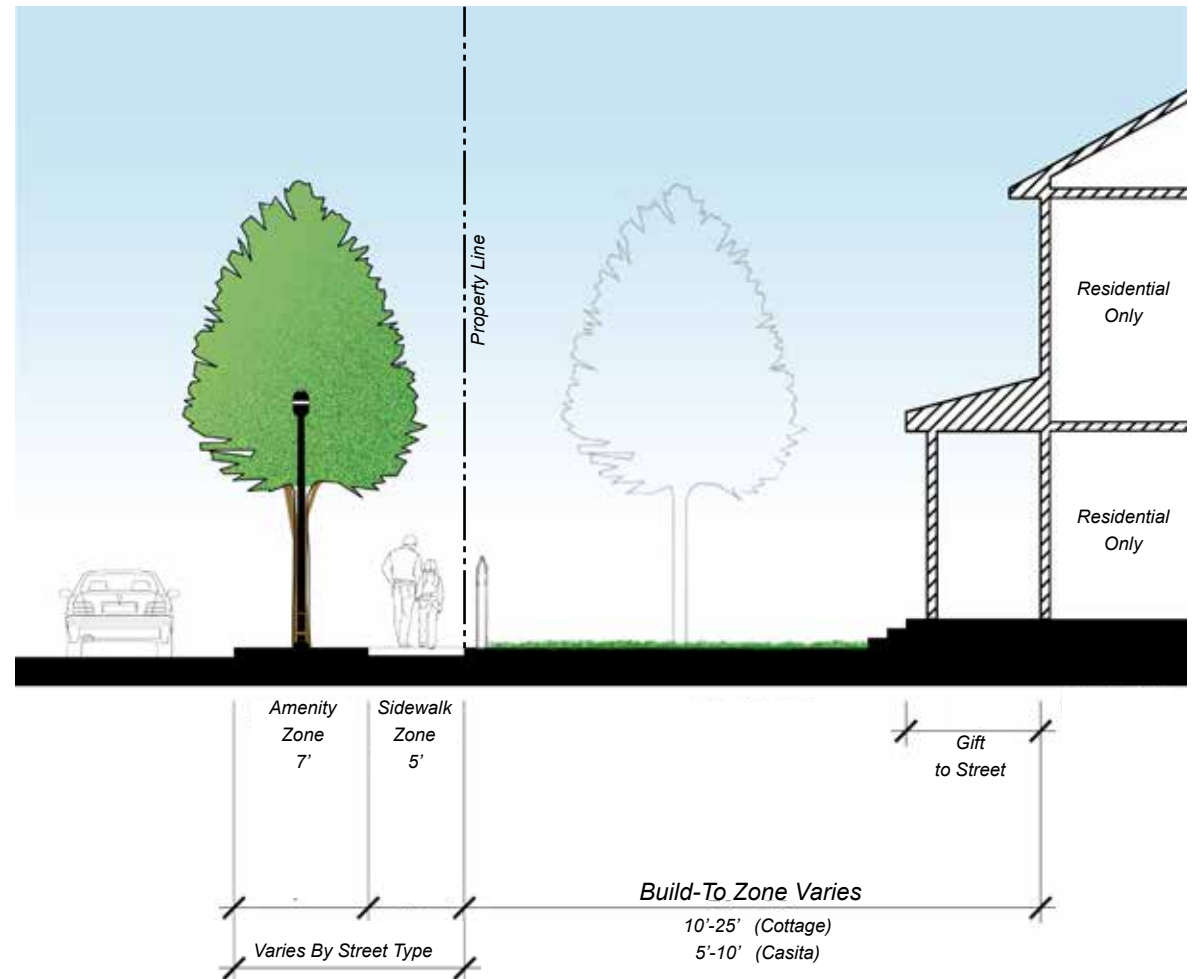 Property Line
Residential
Only
Residential
Only
Amenity
Zone
7'
Sidewalk
Zone
5'
Gift
to Street
Build-To Zone Varies
10'-25' (Cottage)
5'-10' (Casita)
Varies By Street Type